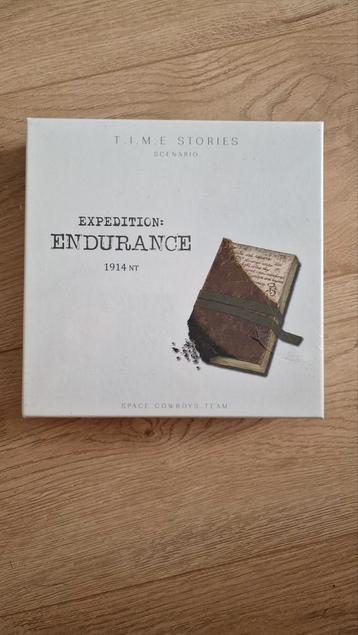 T.I.M.E STORIES
SCENARIO
EXPEDITION:
ENDURANCE
1914 NT
SPACE COWBOYS TEAM